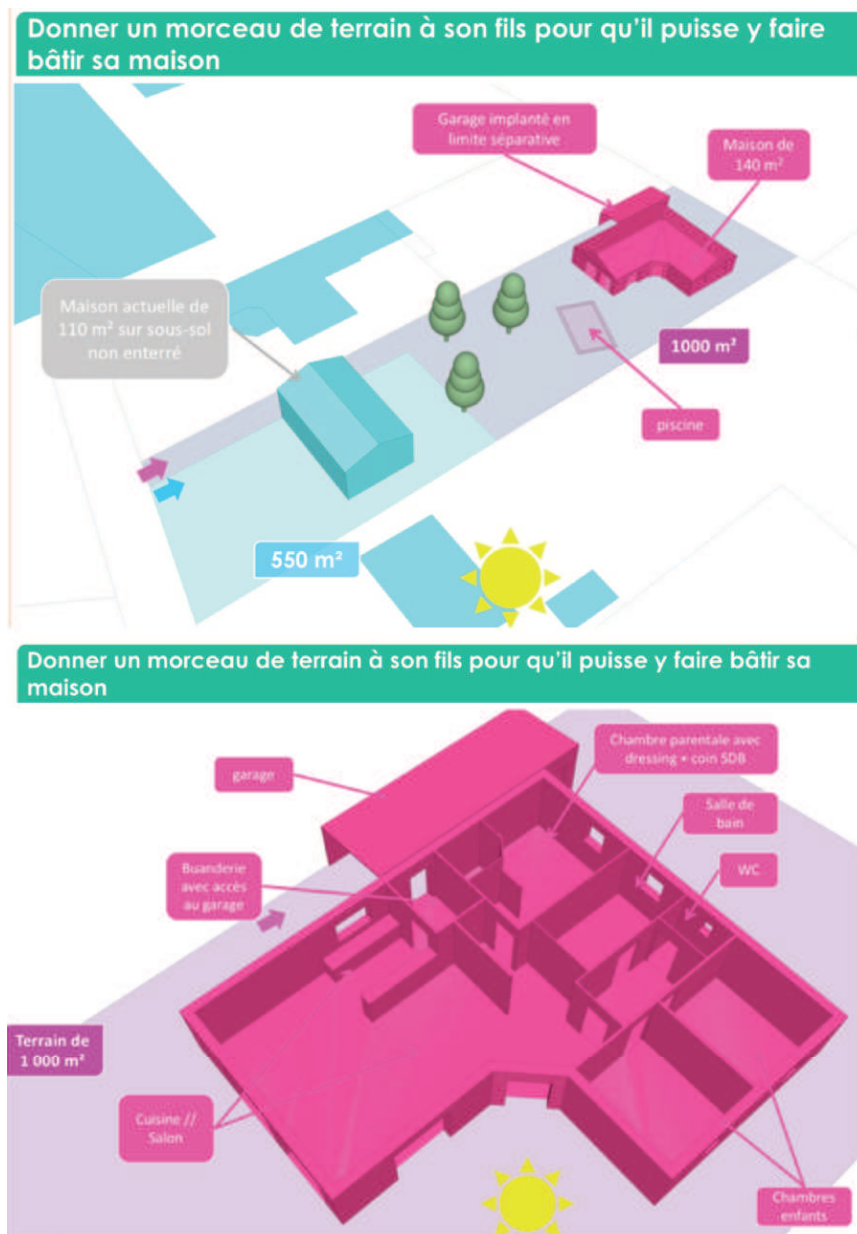 Donner un morceau de terrain à son fils pour qu'il puisse y faire
bâtir sa maison
Garage implanté en
limite séparative
Maison de
140 m²
Maison actuelle de
110 m² sur sous-sol
non enterré
1000 m²
piscine
550 m²
Donner un morceau de terrain à son fils pour qu'il puisse y faire bâtir sa
maison
Chambre parentale avec
dressing + coin SDB
garage
Salle de
bain
Buanderie
avec accès
au garage
WC
Terrain de
1 000 m²
Cuisine //
Salon
Chambres
enfants